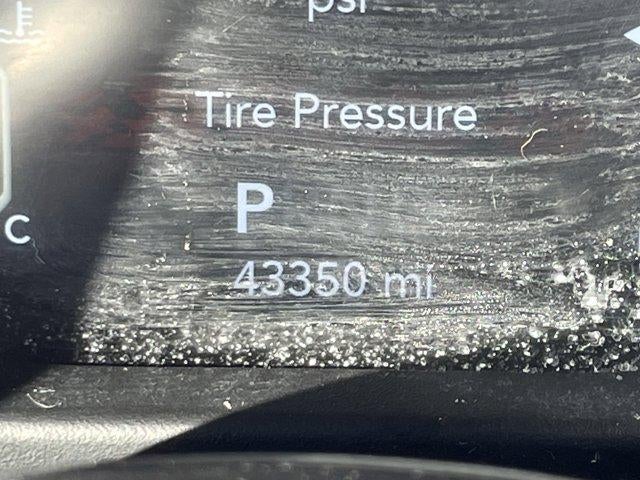 psi
Tire Pressure
P
C
43350 mi